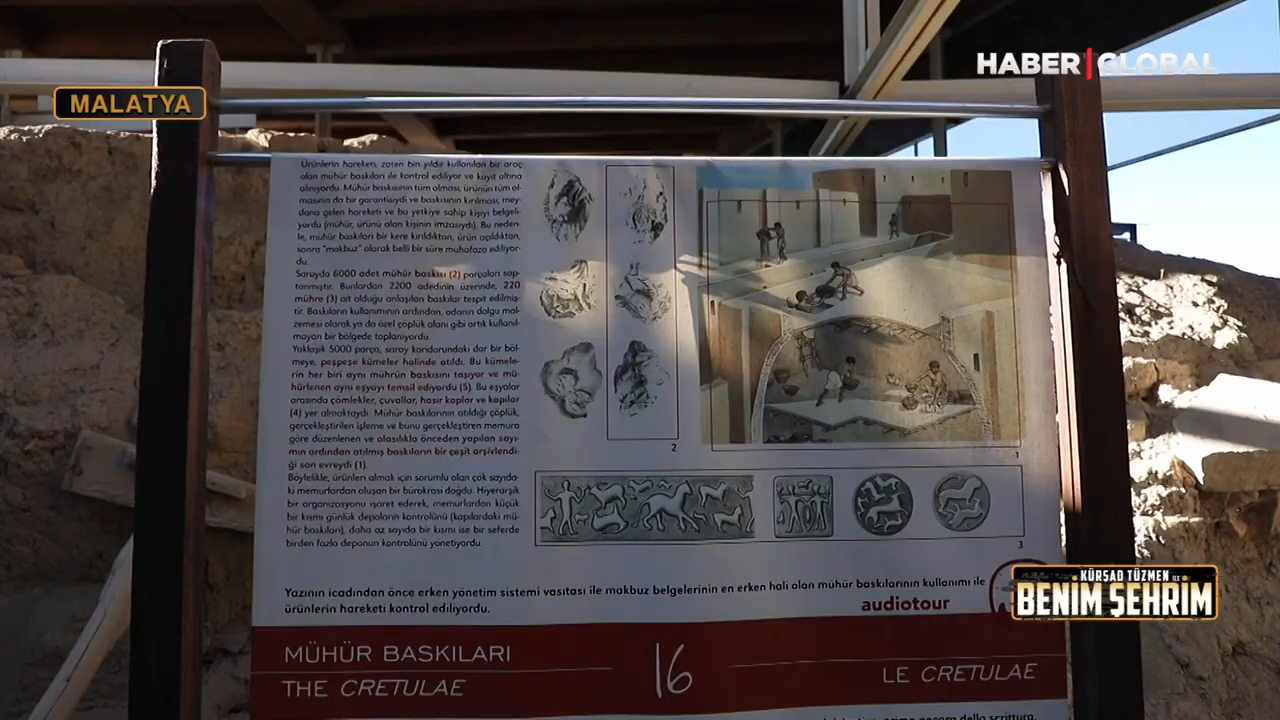 HABER|GLOBAL
MALATYA
Ürünlerin hareketi, zaten bin yıldır kullanılan bir araç
olan mühür baskıları ile kontrol ediliyor ve kayıt altına
alınıyordu. Mühür baskısının tüm olması, ürünün tüm ol-
masının da bir garantisiydi ve baskısının kırılması, mey-
dana gelen hareketi ve bu yetkiye sahip kişiyi belgeli-
yordu (mühür, ürünü alan kişinin imzasıydı). Bu neden-
le, mühür baskıları bir kere kırıldıktan, ürün açıldıktan,
sonra "makbuz" olarak belli bir süre muhafaza ediliyor-
du.
Sarayda 6000 adet mühür baskısı (2) parçaları sap-
tanmıştır. Bunlardan 2200 adedinin üzerinde, 220
mühre (3) ait olduğu anlaşılan baskılar tespit edilmiş-
tir. Baskıların kullanımının ardından, odanın dolgu mal-
zemesi olarak ya da özel çöplük alanı gibi artık kulland-
mayan bir bölgede toplanıyordu.
Yaklaşık 5000 parça, saray koridorundaki dar bir böl-
meye, peşpeşe kümeler halinde atıldı. Bu kümele-
rin her biri aynı mührün baskısını taşıyor ve mü-
hürlenen aynı eşyayı temsil ediyordu (5). Bu eşyalar
arasında çömlekler, çuvallar, hasır kaplar ve kapılar
(4) yer almaktaydı. Mühür baskılarının atıldığı çöplük,
gerçekleştirilen işleme ve bunu gerçekleştiren memura
göre düzenlenen ve olasılıkla önceden yapılan sayı-
mın ardından atılmış baskıların bir çeşit arşivlendi-
ği son evreydi (1).
Böylelikle, ürünleri almak için sorumlu olan çok sayıda-
ki memurlardan oluşan bir bürokrasi doğdu. Hiyerarşik
bir organizasyonu işaret ederek, memurlardan küçük
bir kısmı günlük depoların kontrolünü (kapılardaki mü-
hür baskıları), daha az sayıda bir kısmı ise bir seferde
birden fazla deponun kontrolünü yönetiyordu.
2
1
3
Yazının icadından önce erken yönetim sistemi vasıtası ile makbuz belgelerinin en erken hali olan mühür baskılarının kullanımı ile
ürünlerin hareketi kontrol ediliyordu.
audiotour
KÜRŞAD TÜZMEN İLE
BENİM ŞEHRİM
MÜHÜR BASKILARI
THE CRETULAE
16
LE CRETULAE
della scrittura,